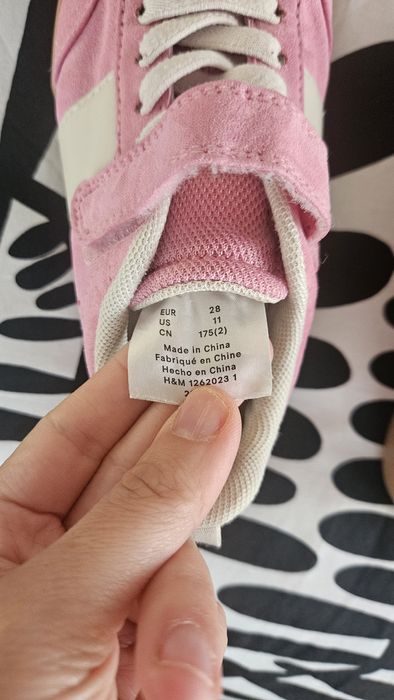 EUR 28
US 11
CN 175(2)
Made in China
Fabriqué en Chine
Hecho en China
H&M 1262023 1